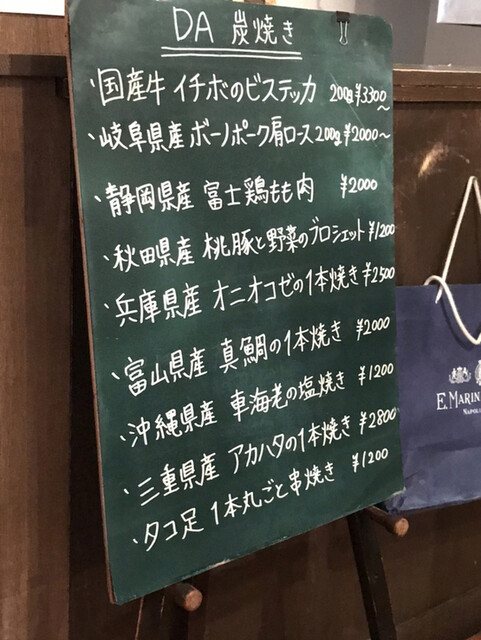 DA 炭焼き
・国産牛 イチボのビステッカ 200g ¥3300〜
・岐阜県産 ボーノポーク肩ロース 200g ¥2000〜
・静岡県産 富士鶏もも肉 ¥2000
・秋田県産 桃豚と野菜のブロシェット ¥1200
・兵庫県産 オニオコゼの1本焼き ¥2500
・富山県産 真鯛の1本焼き ¥2000
・沖縄県産 車海老の塩焼き ¥1200
・三重県産 アカハタの1本焼き ¥2800
・タコ足 1本丸ごと串焼き ¥1200
E. MARIN
NAPOL